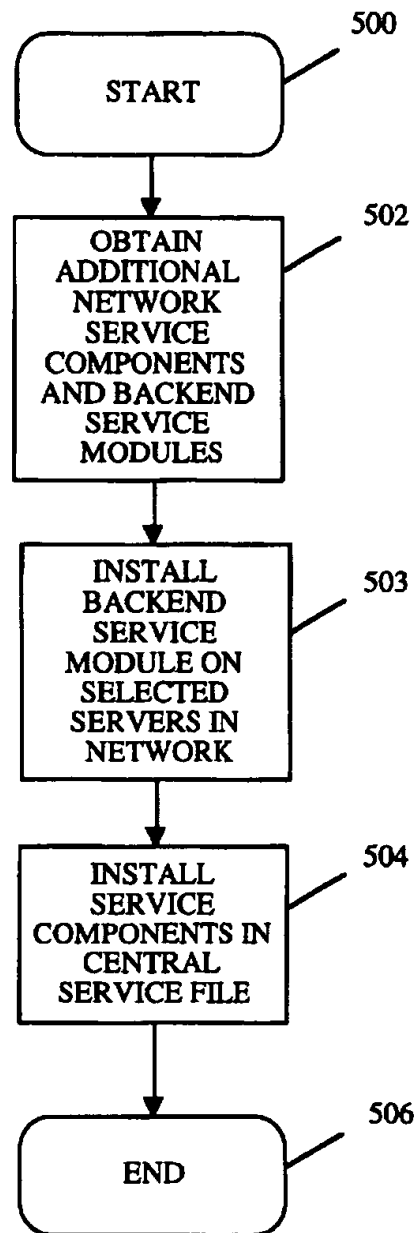 500
START
502
OBTAIN
ADDITIONAL
NETWORK
SERVICE
COMPONENTS
AND BACKEND
SERVICE
MODULES
503
INSTALL
BACKEND
SERVICE
MODULE ON
SELECTED
SERVERS IN
NETWORK
504
INSTALL
SERVICE
COMPONENTS IN
CENTRAL
SERVICE FILE
506
END